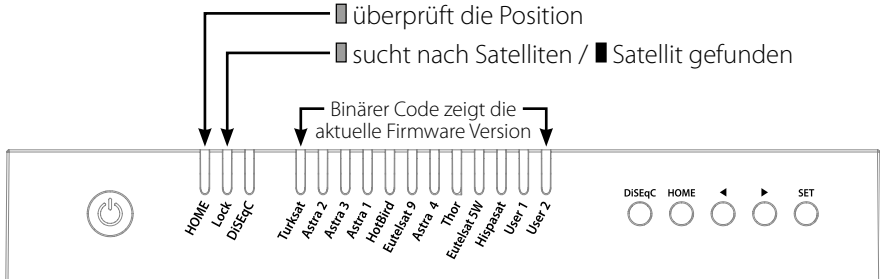 überprüft die Position
sucht nach Satelliten / Satellit gefunden
Binärer Code zeigt die
aktuelle Firmware Version
HOME
Lock
DiSEqC
Turksat
Astra 2
Astra 3
Astra 1
HotBird
Eutelsat 9
Astra 4
Thor
Eutelsat 5W
Hispasat
User 1
User 2
DiSEqC HOME ◀ ▶ SET